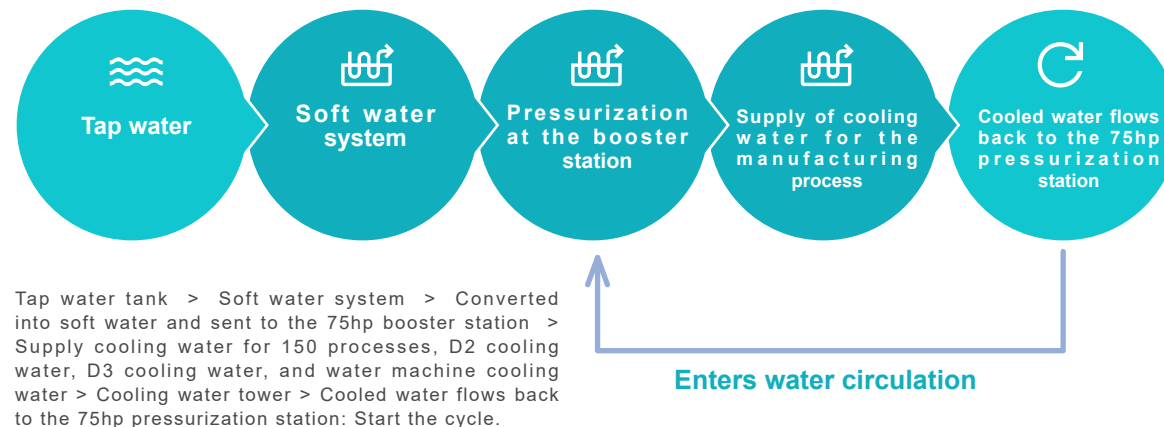 Tap water
Soft water
system
Pressurization
at the booster
station
Supply of cooling
water for the
manufacturing
process
Cooled water flows
back to the 75hp
pressurization
station
Tap water tank > Soft water system > Converted
into soft water and sent to the 75hp booster station >
Supply cooling water for 150 processes, D2 cooling
water, D3 cooling water, and water machine cooling
water > Cooling water tower > Cooled water flows back
to the 75hp pressurization station: Start the cycle.
Enters water circulation